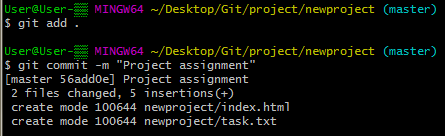 User@User-▒▒ MINGW64 ~/Desktop/Git/project/newproject (master)
$ git add .
User@User-▒▒ MINGW64 ~/Desktop/Git/project/newproject (master)
$ git commit -m "Project assignment"
[master 56add0e] Project assignment
 2 files changed, 5 insertions(+)
 create mode 100644 newproject/index.html
 create mode 100644 newproject/task.txt